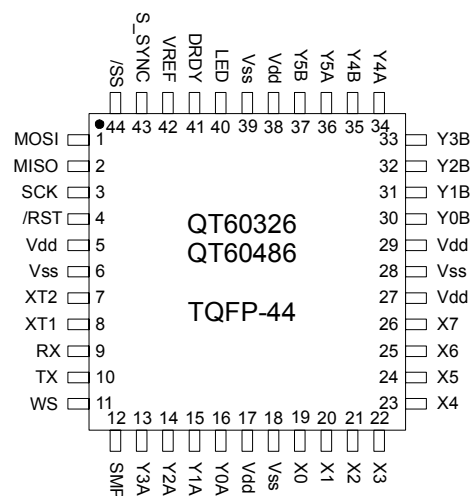 /SS
S_SYNC
VREF
DRDY
LED
Vss
Vdd
Y5B
Y5A
Y4B
Y4A
44 43 42 41 40 39 38 37 36 35 34
MOSI 1
MISO 2
SCK 3
/RST 4
Vdd 5
Vss 6
XT2 7
XT1 8
RX 9
TX 10
WS 11
QT60326
QT60486
TQFP-44
33 Y3B
32 Y2B
31 Y1B
30 Y0B
29 Vdd
28 Vss
27 Vdd
26 X7
25 X6
24 X5
23 X4
12 13 14 15 16 17 18 19 20 21 22
SMP
Y3A
Y2A
Y1A
Y0A
Vdd
Vss
X0
X1
X2
X3